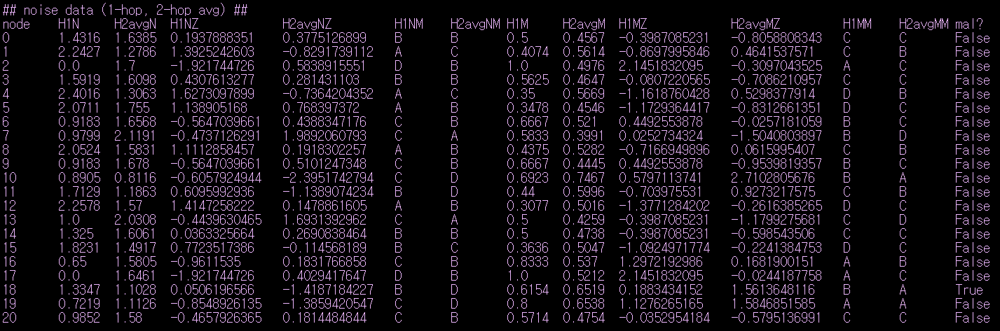 ## noise data (1-hop, 2-hop avg) ##
node H1N H2avgN H1NZ H2avgNZ H1NM H2avgNM H1M H2avgM H1MZ H2avgMZ H1MM H2avgMM mal?
0 1.4316 1.6385 0.1937888351 0.3775126899 B B 0.5 0.4567 -0.3987085231 -0.8058808343 C C False
1 2.2427 1.2786 1.3925242603 -0.8291739112 A C 0.4074 0.5614 -0.8697995846 0.4641537571 C B False
2 0.0 1.7 -1.921744726 0.5838915551 D B 1.0 0.4976 2.1451832095 -0.3097043525 A C False
3 1.5919 1.6098 0.4307613277 0.281431103 B B 0.5625 0.4647 -0.0807220565 -0.7086210957 C C False
4 2.4016 1.3063 1.6273097899 -0.7364204352 A C 0.35 0.5669 -1.1618760428 0.5298377914 D B False
5 2.0711 1.755 1.138905168 0.768397372 A B 0.3478 0.4546 -1.1729364417 -0.8312661351 D C False
6 0.9183 1.6568 -0.5647039661 0.4388347176 C B 0.6667 0.521 0.4492553878 -0.0257181059 B C False
7 0.9799 2.1191 -0.4737126291 1.9892060793 C A 0.5833 0.3991 0.0252734324 -1.5040803897 B D False
8 2.0524 1.5831 1.1112858457 0.1918302257 A B 0.4375 0.5282 -0.7166949896 0.0615995407 C B False
9 0.9183 1.678 -0.5647039661 0.5101247348 C B 0.6667 0.4445 0.4492553878 -0.9539819357 B C False
10 0.8905 0.8116 -0.6057924944 -2.3951742794 C D 0.6923 0.7467 0.5797113741 2.7102805676 B A False
11 1.7129 1.1863 0.6095992936 -1.1389074234 B D 0.44 0.5996 -0.703975531 0.9273217575 C B False
12 2.2578 1.57 1.4147258222 0.1478861605 A B 0.3077 0.5016 -1.3771284202 -0.2616385265 D C False
13 1.0 2.0308 -0.4439630465 1.6931392962 C A 0.5 0.4259 -0.3987085231 -1.1799275681 C D False
14 1.325 1.6061 0.0363325664 0.2690838464 B B 0.5 0.4738 -0.3987085231 -0.598543506 C C False
15 1.8231 1.4917 0.7723517386 -0.114568189 B C 0.3636 0.5047 -1.0924971774 -0.2241384753 D C False
16 0.65 1.5805 -0.9611535 0.1831766858 C B 0.8333 0.537 1.2972192986 0.1681900151 A B False
17 0.0 1.6461 -1.921744726 0.4029417647 D B 1.0 0.5212 2.1451832095 -0.0244187758 A C False
18 1.3347 1.1028 0.0506196566 -1.4187184227 B D 0.6154 0.6519 0.1883434152 1.5613648116 B A True
19 0.7219 1.1126 -0.8548926135 -1.3859420547 C D 0.8 0.6538 1.1276265165 1.5846851585 A A False
20 0.9852 1.58 -0.4657926365 0.1814484844 C B 0.5714 0.4754 -0.0352954184 -0.5795136991 C C False